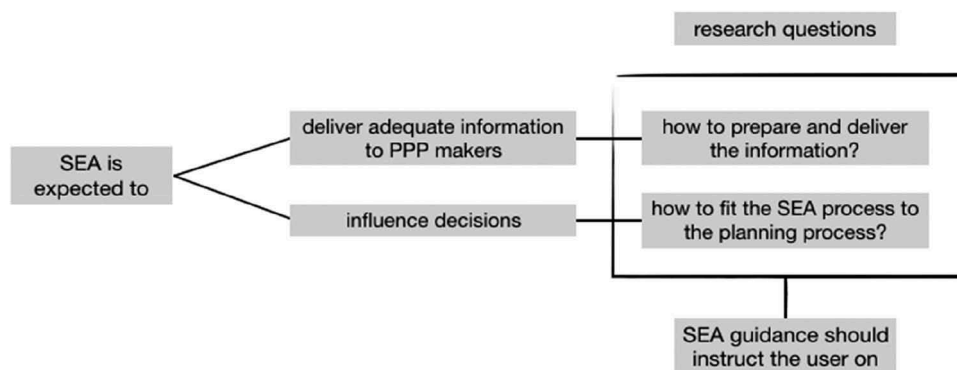 research questions
deliver adequate information
to PPP makers
how to prepare and deliver
the information?
SEA is
expected to
influence decisions
how to fit the SEA process to
the planning process?
SEA guidance should
instruct the user on